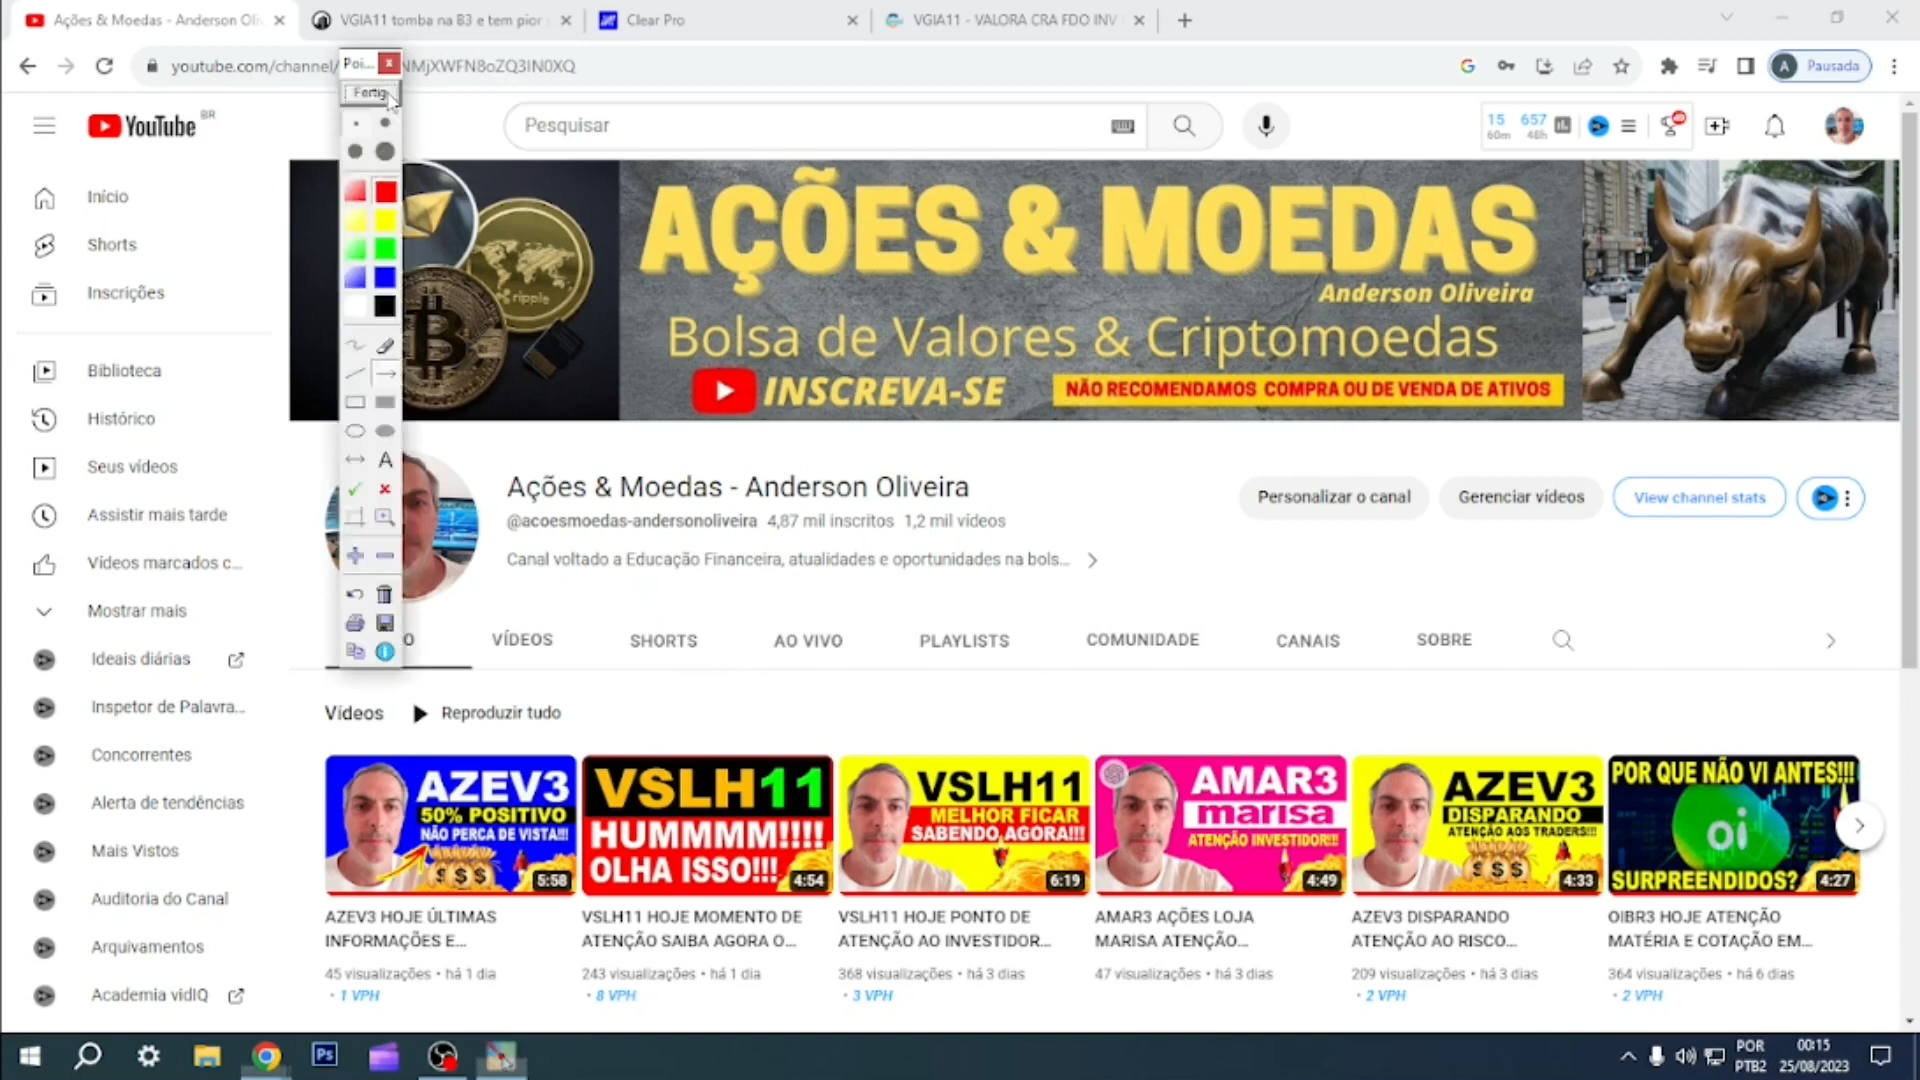 Ações & Moedas - Anderson Oli
VGIA11 tomba na B3 e tem pior
Clear Pro
VGIA11 - VALORA CRA FDO INV
youtube.com/channel/
NMjXWFN8oZQ3IN0XQ
Pausada
Poi...
Fertig
YouTube BR
Pesquisar
15 60m
657 48h
Início
Shorts
Inscrições
Biblioteca
Histórico
Seus vídeos
Assistir mais tarde
Vídeos marcados c...
Mostrar mais
Ideais diárias
Inspetor de Palavra...
Concorrentes
Alerta de tendências
Mais Vistos
Auditoria do Canal
Arquivamentos
Academia vidIQ
ripple
AÇÕES & MOEDAS
Anderson Oliveira
Bolsa de Valores & Criptomoedas
INSCREVA-SE
NÃO RECOMENDAMOS COMPRA OU DE VENDA DE ATIVOS
Ações & Moedas - Anderson Oliveira
@acoesmoedas-andersonoliveira 4,87 mil inscritos 1,2 mil vídeos
Canal voltado a Educação Financeira, atualidades e oportunidades na bols...
Personalizar o canal
Gerenciar vídeos
View channel stats
O
VÍDEOS
SHORTS
AO VIVO
PLAYLISTS
COMUNIDADE
CANAIS
SOBRE
Vídeos
Reproduzir tudo
AZEV3
50% POSITIVO
NÃO PERCA DE VISTA!!!
$ $ $
5:58
AZEV3 HOJE ÚLTIMAS
INFORMAÇÕES E...
45 visualizações • há 1 dia
• 1 VPH
VSLH11
HUMMMM!!!!
OLHA ISSO!!!
4:54
VSLH11 HOJE MOMENTO DE
ATENÇÃO SAIBA AGORA O...
243 visualizações • há 1 dia
• 8 VPH
VSLH11
MELHOR FICAR
SABENDO AGORA!!!
6:19
VSLH11 HOJE PONTO DE
ATENÇÃO AO INVESTIDOR...
368 visualizações • há 3 dias
• 3 VPH
AMAR3
marisa
ATENÇÃO INVESTIDOR!!!
4:49
AMAR3 AÇÕES LOJA
MARISA ATENÇÃO...
47 visualizações • há 3 dias
AZEV3
DISPARANDO
ATENÇÃO AOS TRADERS!!!
$ $ $
4:33
AZEV3 DISPARANDO
ATENÇÃO AO RISCO...
209 visualizações • há 3 dias
• 2 VPH
POR QUE NÃO VI ANTES!!!
oi
SURPREENDIDOS?
4:27
OIBR3 HOJE ATENÇÃO
MATÉRIA E COTAÇÃO EM...
364 visualizações • há 6 dias
• 2 VPH
POR
PTB2
00:15
25/08/2023